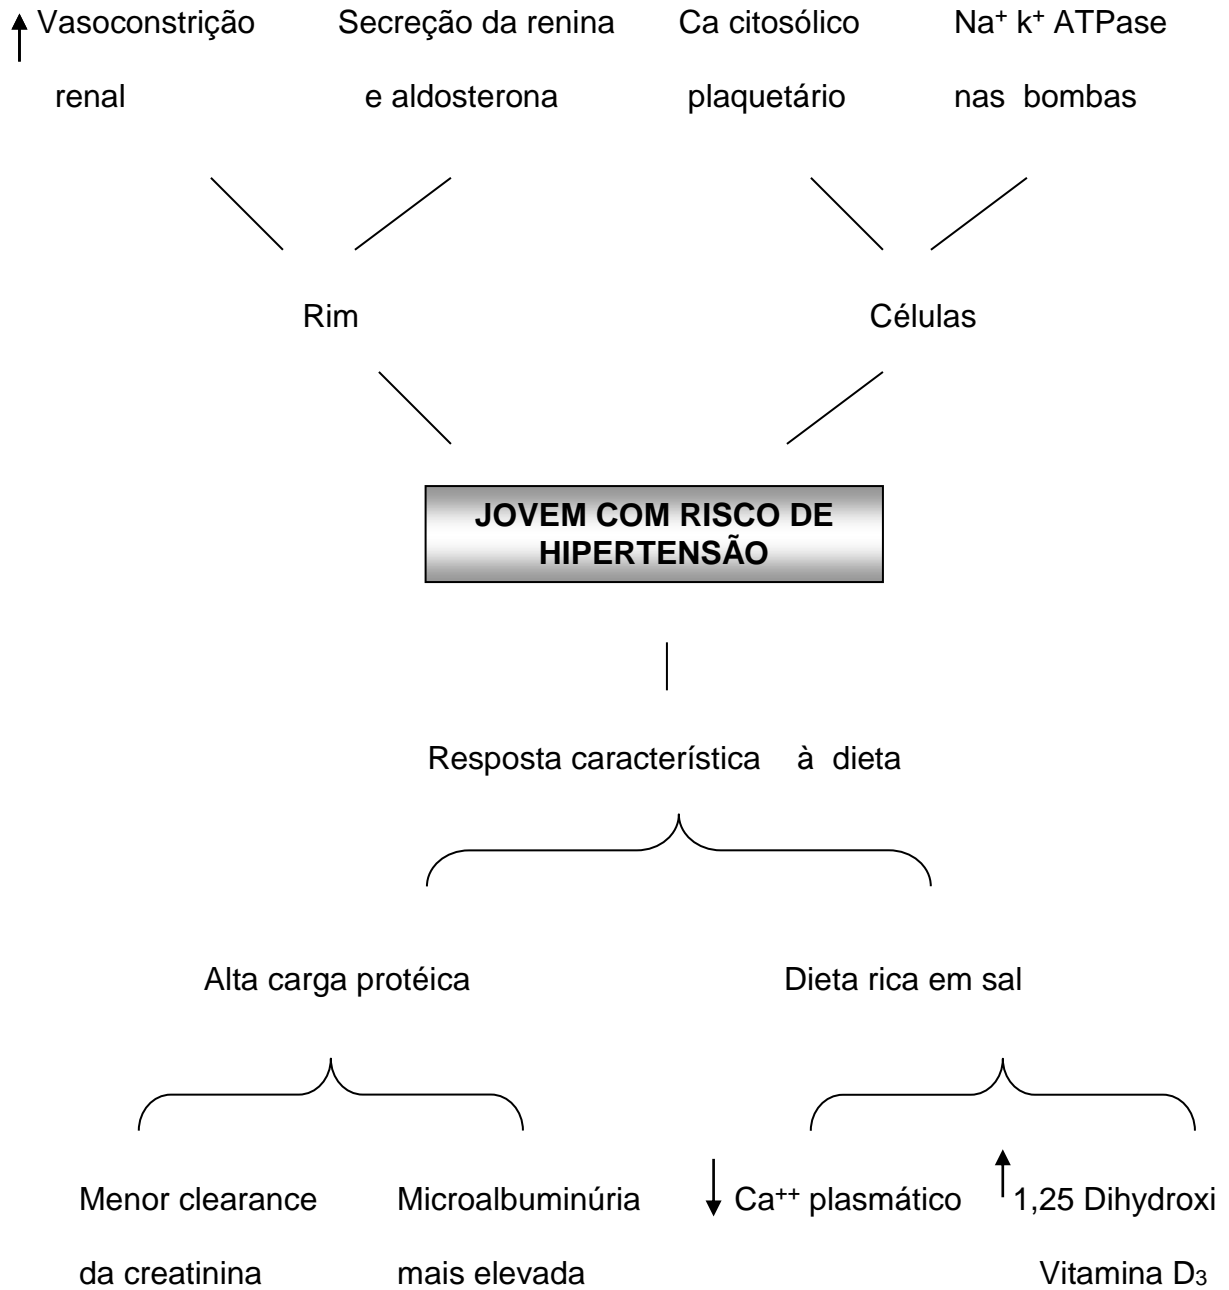 Vasoconstrição
renal
Secreção da renina
e aldosterona
Ca citosólico
plaquetário
Na⁺ k⁺ ATPase
nas bombas
Rim
Células
JOVEM COM RISCO DE
HIPERTENSÃO
Resposta característica à dieta
Alta carga protéica
Dieta rica em sal
Menor clearance
da creatinina
Microalbuminúria
mais elevada
Ca⁺⁺ plasmático
1,25 Dihydroxi
Vitamina D₃